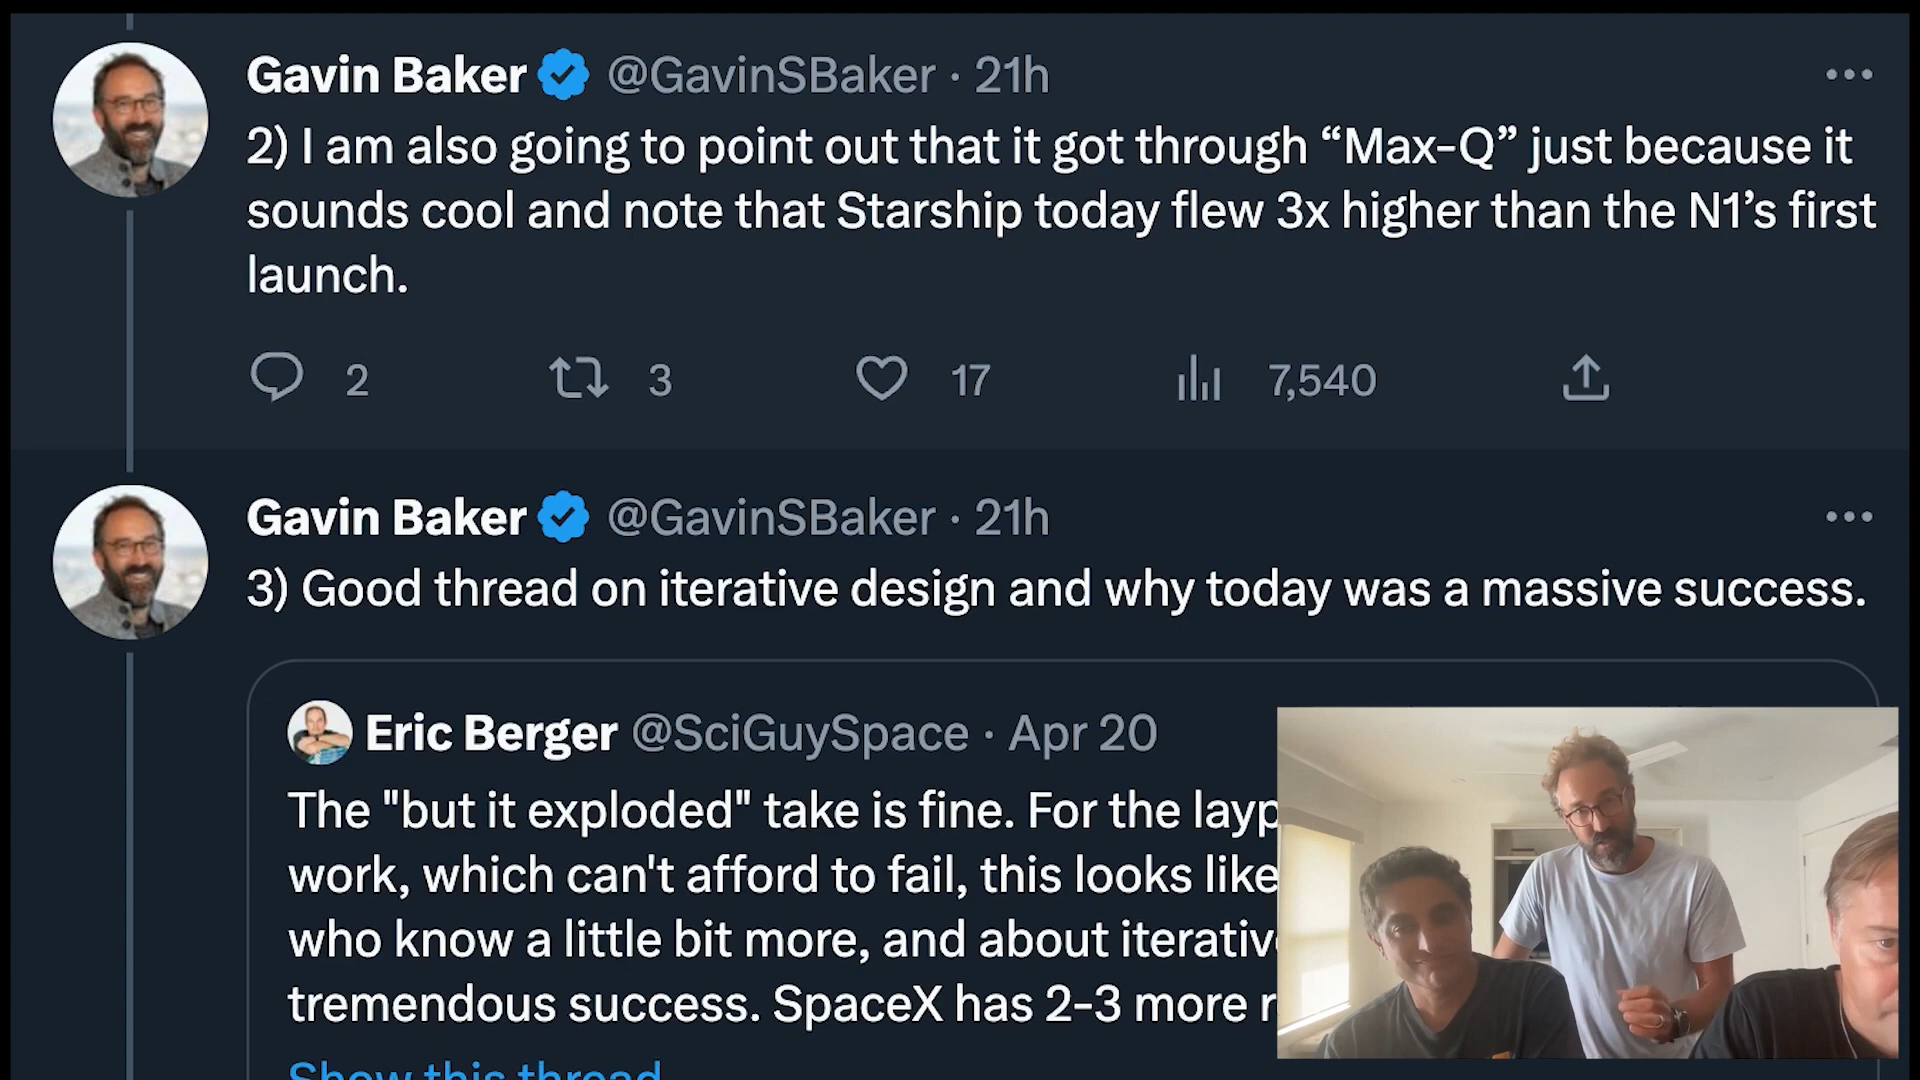 Gavin Baker @GavinSBaker · 21h
2) I am also going to point out that it got through “Max-Q” just because it
sounds cool and note that Starship today flew 3x higher than the N1’s first
launch.
2 3 17 7,540
Gavin Baker @GavinSBaker · 21h
3) Good thread on iterative design and why today was a massive success.
Eric Berger @SciGuySpace · Apr 20
The "but it exploded" take is fine. For the layp
work, which can't afford to fail, this looks like
who know a little bit more, and about iterativ
tremendous success. SpaceX has 2-3 more r
Show this thread